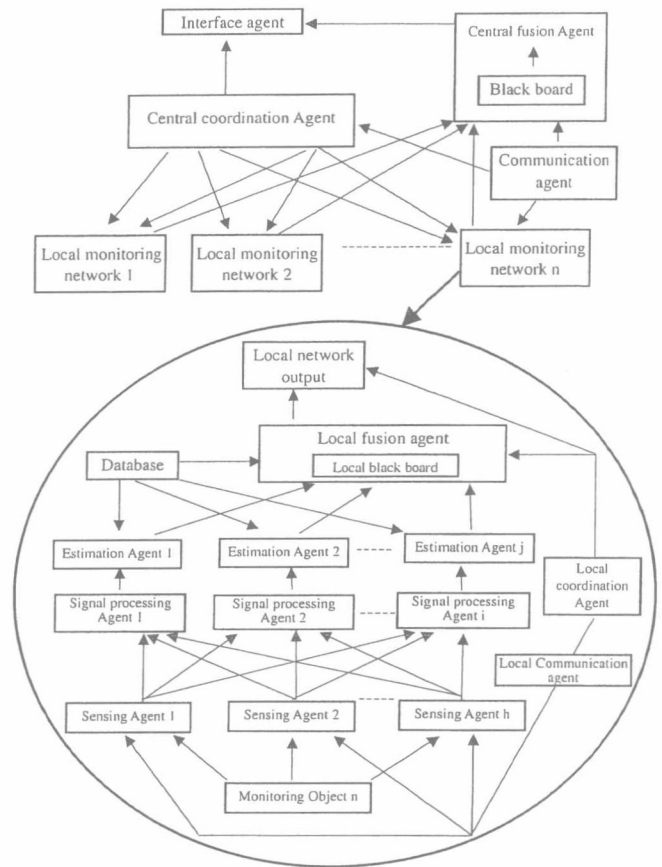 Interface agent
Central fusion Agent
Black board
Central coordination Agent
Communication
agent
Local monitoring
network 1
Local monitoring
network 2
Local monitoring
network n
Local network
output
Local fusion agent
Local black board
Database
Estimation Agent 1
Estimation Agent 2
Estimation Agent j
Local
coordination
Agent
Signal processing
Agent 1
Signal processing
Agent 2
Signal processing
Agent i
Local Communication
agent
Sensing Agent 1
Sensing Agent 2
Sensing Agent h
Monitoring Object n